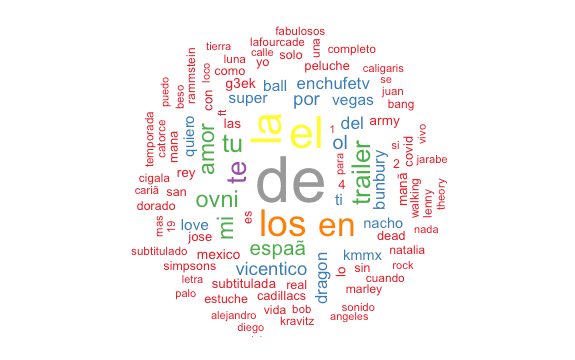 fabulosos
tierra lafourcade una
calle solo completo
luna yo peluche caligaris
loco como g3ek ball enchufetv se
puedo beso rammstein con super por vegas juan bang
ft las el del army
temporada catorce mana quiero amor tu la 1 ol si covid vivo
te para trailer 2 manã jarabe
cigala rey de 4 bunbury walking lenny theory
cariã san ovni ti
dorado mi es los en nacho nada
mas 19 love jose espaã dead natalia
subtitulado mexico vicentico kmmx rock
simpsons real dragon lo sin cuando
letra subtitulada cadillacs marley
palo estuche vida bob sonido
alejandro kravitz angeles
diego